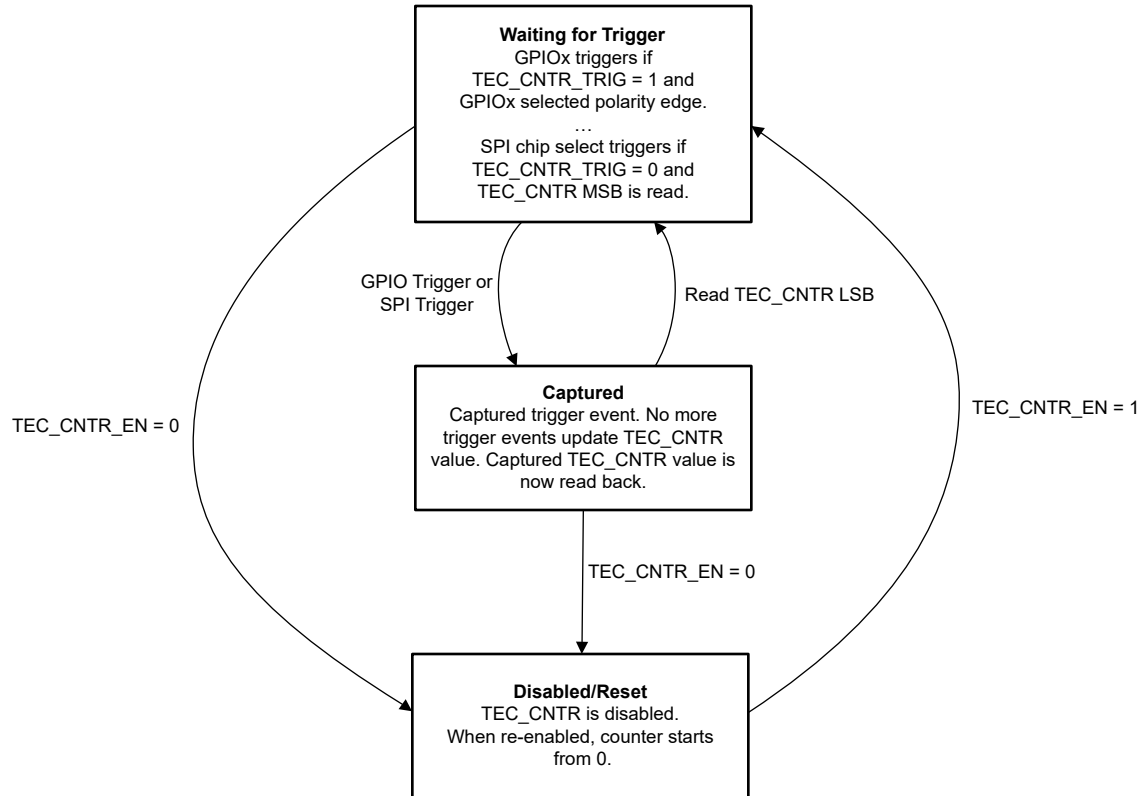 Waiting for Trigger
GPIOx triggers if
TEC_CNTR_TRIG = 1 and
GPIOx selected polarity edge.
…
SPI chip select triggers if
TEC_CNTR_TRIG = 0 and
TEC_CNTR MSB is read.
GPIO Trigger or
SPI Trigger
Read TEC_CNTR LSB
TEC_CNTR_EN = 0
Captured
Captured trigger event. No more
trigger events update TEC_CNTR
value. Captured TEC_CNTR value is
now read back.
TEC_CNTR_EN = 1
TEC_CNTR_EN = 0
Disabled/Reset
TEC_CNTR is disabled.
When re-enabled, counter starts
from 0.